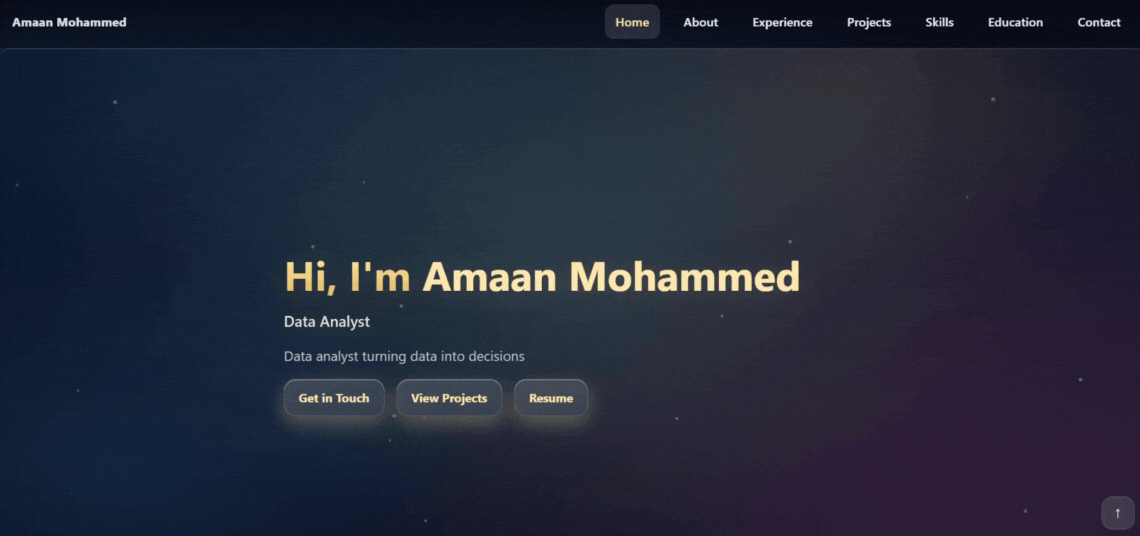 Amaan Mohammed
Home About Experience Projects Skills Education Contact
Hi, I'm Amaan Mohammed
Data Analyst
Data analyst turning data into decisions
Get in Touch View Projects Resume
↑